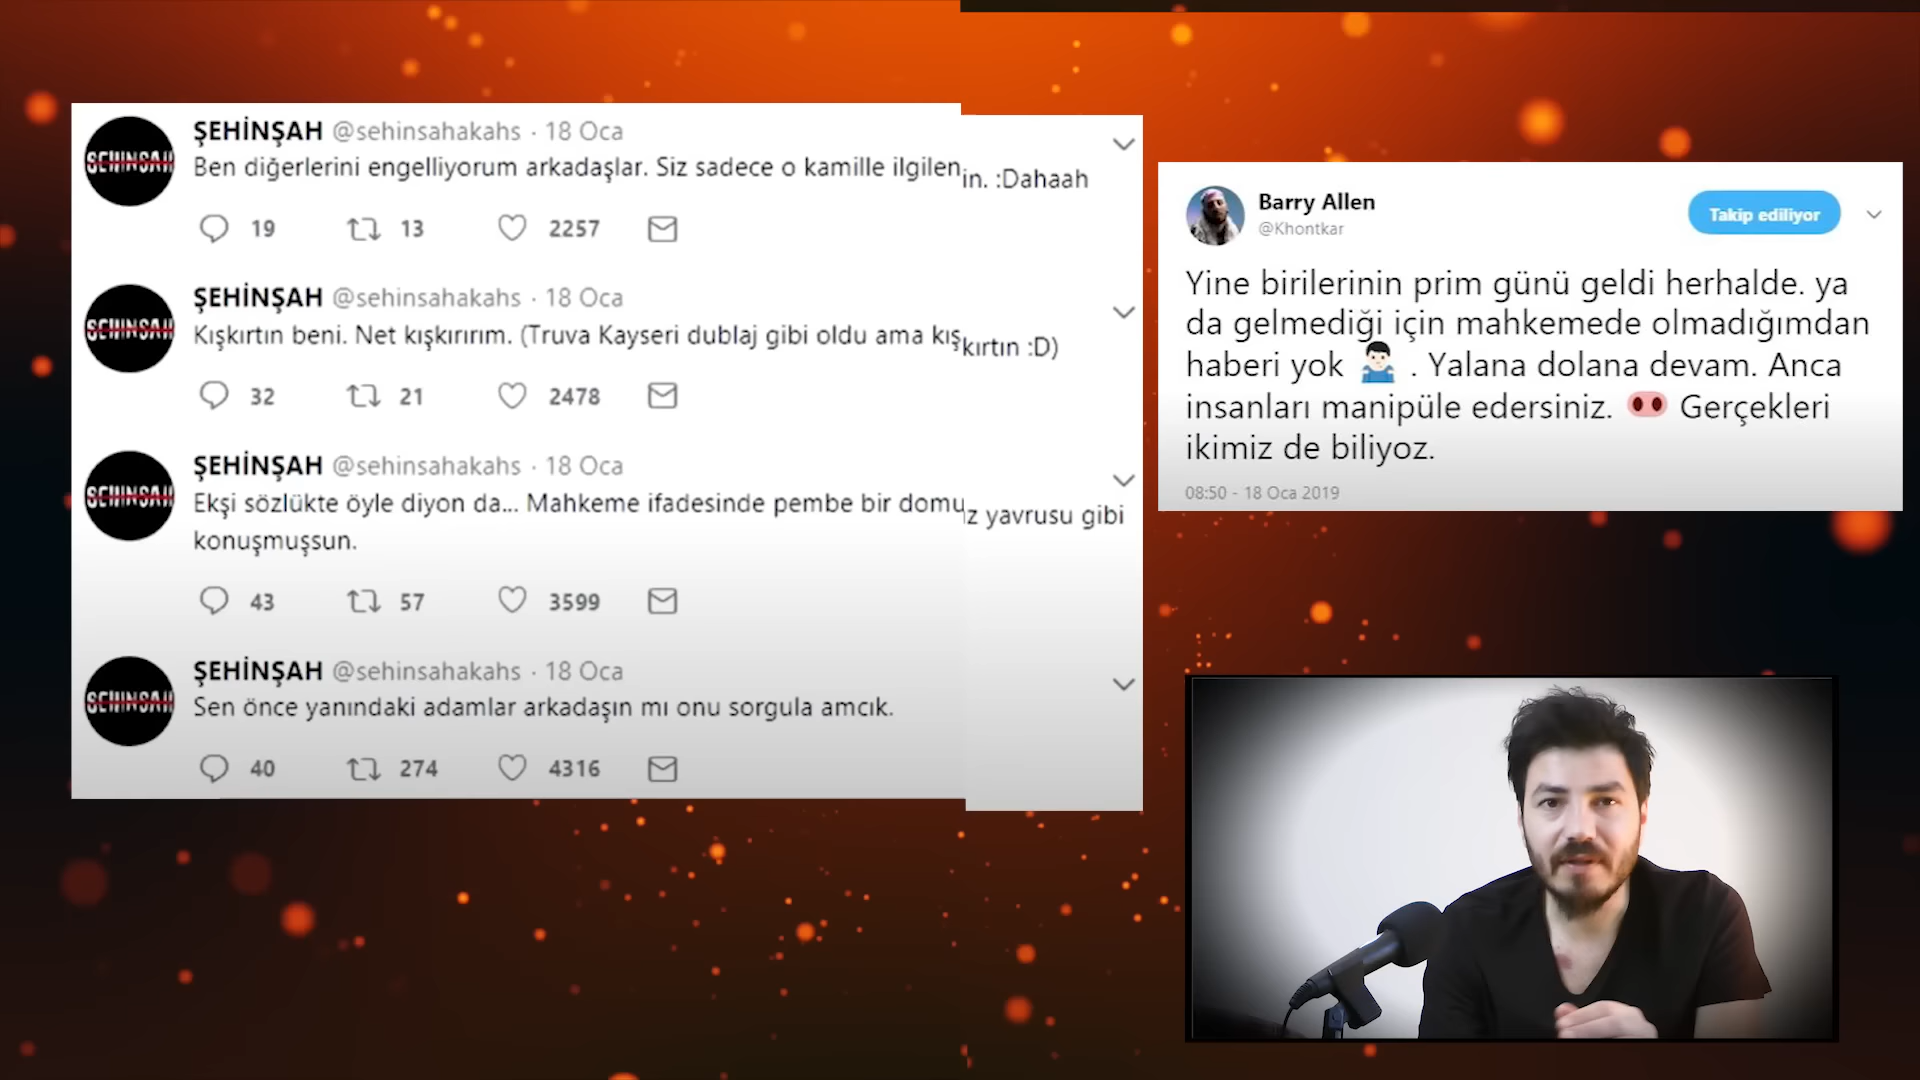 ŞEHİNŞAH @sehinsahakahs · 18 Oca
Ben diğerlerini engelliyorum arkadaşlar. Siz sadece o kamille ilgilenin. :Dahaah
19 13 2257
ŞEHİNŞAH @sehinsahakahs · 18 Oca
Kışkırtın beni. Net kışkırırım. (Truva Kayseri dublaj gibi oldu ama kışkırtın :D)
32 21 2478
ŞEHİNŞAH @sehinsahakahs · 18 Oca
Ekşi sözlükte öyle diyon da... Mahkeme ifadesinde pembe bir domuz yavrusu gibi
konuşmuşsun.
43 57 3599
ŞEHİNŞAH @sehinsahakahs · 18 Oca
Sen önce yanındaki adamlar arkadaşın mı onu sorgula amcık.
40 274 4316
SEHINSAH
SEHINSAH
SEHINSAH
SEHINSAH
Barry Allen
@Khontkar
Takip ediliyor
Yine birilerinin prim günü geldi herhalde. ya
da gelmediği için mahkemede olmadığımdan
haberi yok 🤷🏻‍♂️ . Yalana dolana devam. Anca
insanları manipüle edersiniz. 🐽 Gerçekleri
ikimiz de biliyoz.
08:50 - 18 Oca 2019